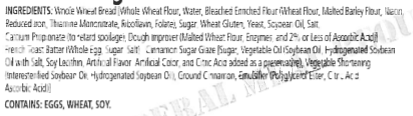 INGREDIENTS: Whole Wheat Bread (Whole Wheat Flour, Water, Bleached Enriched Flour (Wheat Flour, Malted Barley Flour, Niacin,
Reduced Iron, Thiamine Mononitrate, Riboflavin, Folate), Sugar, Wheat Gluten, Yeast, Soybean Oil, Salt,
Calcium Propionate (to retard spoilage), Dough Improver (Malted Wheat Flour, Enzymes, and 2% or Less of Ascorbic Acid))
French Toast Batter (Whole Egg, Sugar, Salt), Cinnamon Sugar Glaze (Sugar, Vegetable Oil (Soybean Oil, Hydrogenated Soybean
Oil with Salt, Soy Lecithin, Artificial Flavor, Artificial Color, and Citric Acid added as a preservative), Vegetable Shortening
(Interesterified Soybean Oil, Hydrogenated Soybean Oil), Ground Cinnamon, Emulsifier (Polyglycerol Ester, Citric Acid
Ascorbic Acid))
CONTAINS: EGGS, WHEAT, SOY.